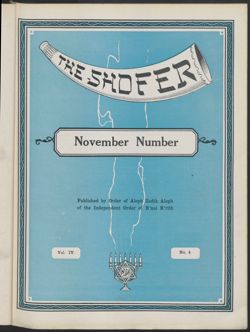 THE SHOFER
November Number
Published by Order of Aleph Zadik Aleph
of the Independent Order of B'nai B'rith
Vol IV
No. 4